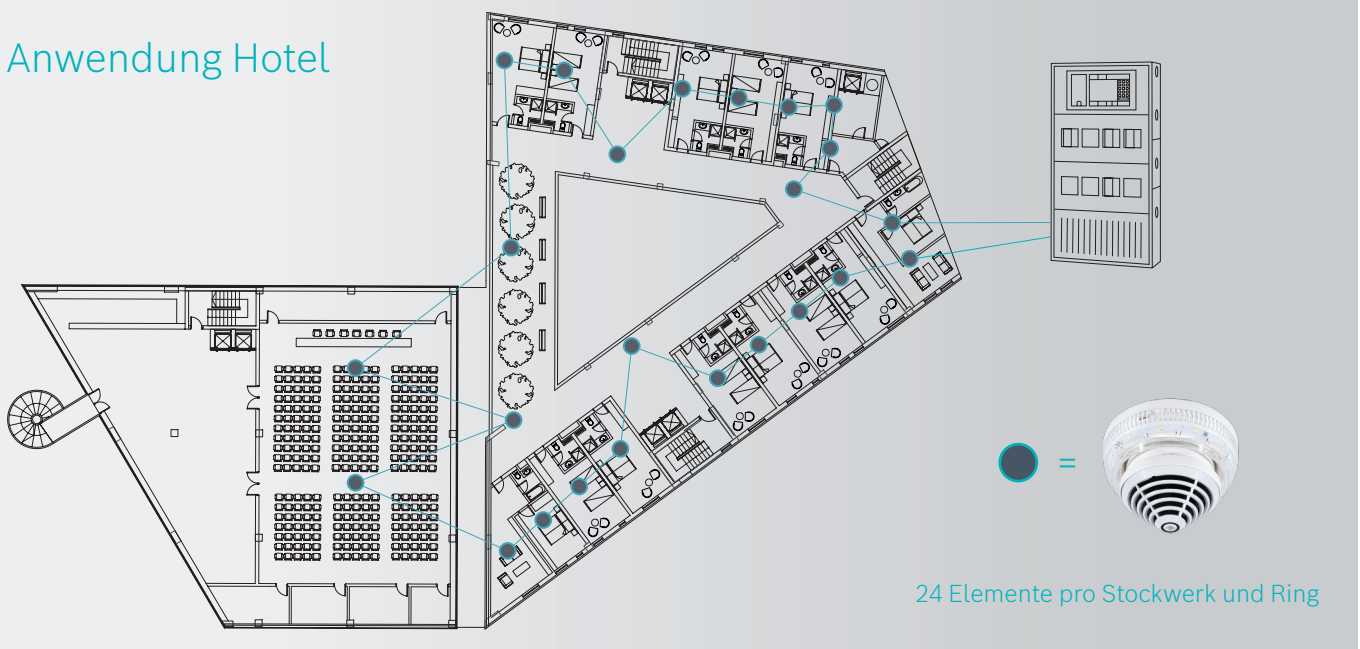 Anwendung Hotel
=
24 Elemente pro Stockwerk und Ring